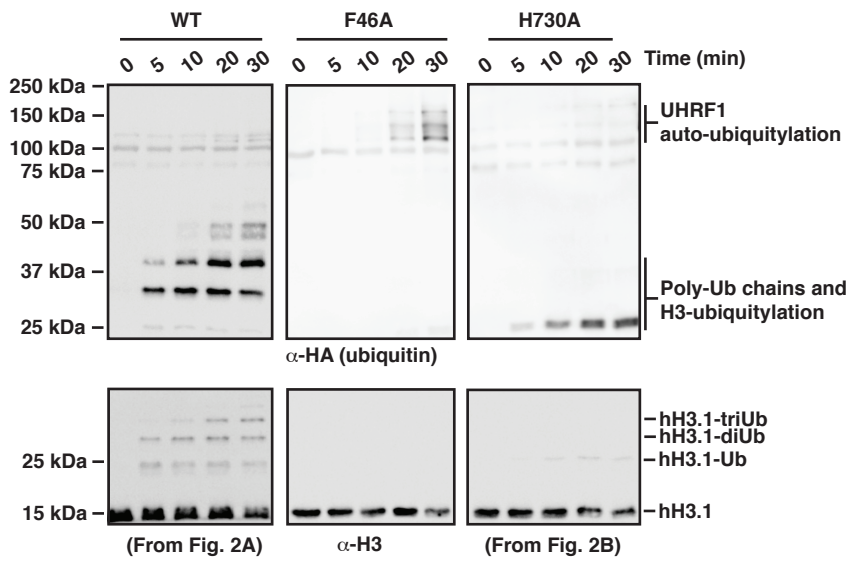 WT F46A H730A
0 5 10 20 30 0 5 10 20 30 0 5 10 20 30 Time (min)
250 kDa
150 kDa
100 kDa
75 kDa
50 kDa
37 kDa
25 kDa
UHRF1
auto-ubiquitylation
Poly-Ub chains and
H3-ubiquitylation
α-HA (ubiquitin)
25 kDa
15 kDa
hH3.1-triUb
hH3.1-diUb
hH3.1-Ub
hH3.1
(From Fig. 2A) α-H3 (From Fig. 2B)